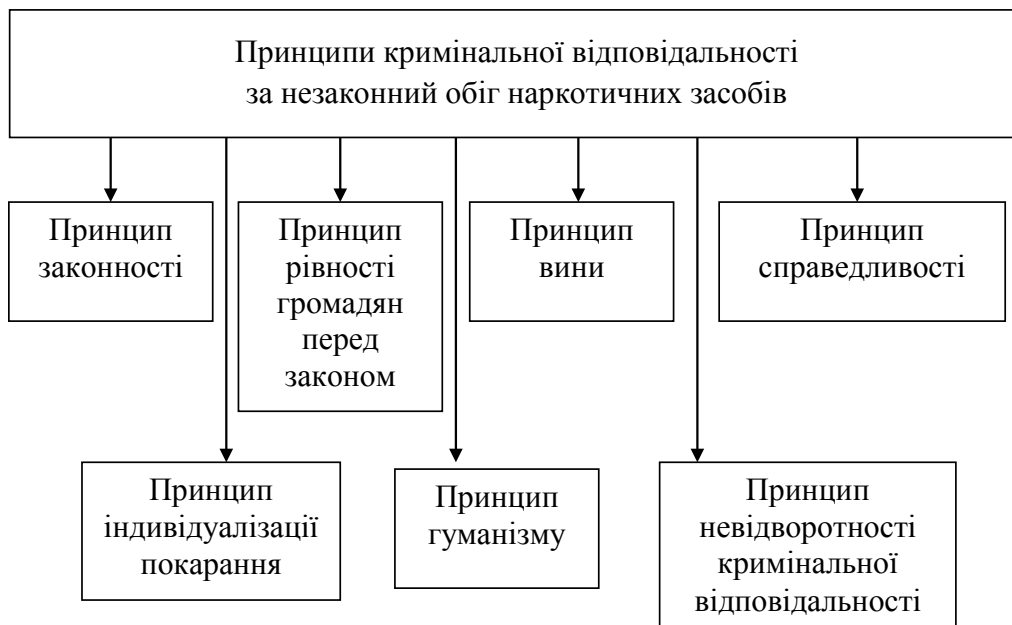 Принципи кримінальної відповідальності
за незаконний обіг наркотичних засобів
Принцип
законності
Принцип
рівності
громадян
перед
законом
Принцип
вини
Принцип
справедливості
Принцип
індивідуалізації
покарання
Принцип
гуманізму
Принцип
невідворотності
кримінальної
відповідальності